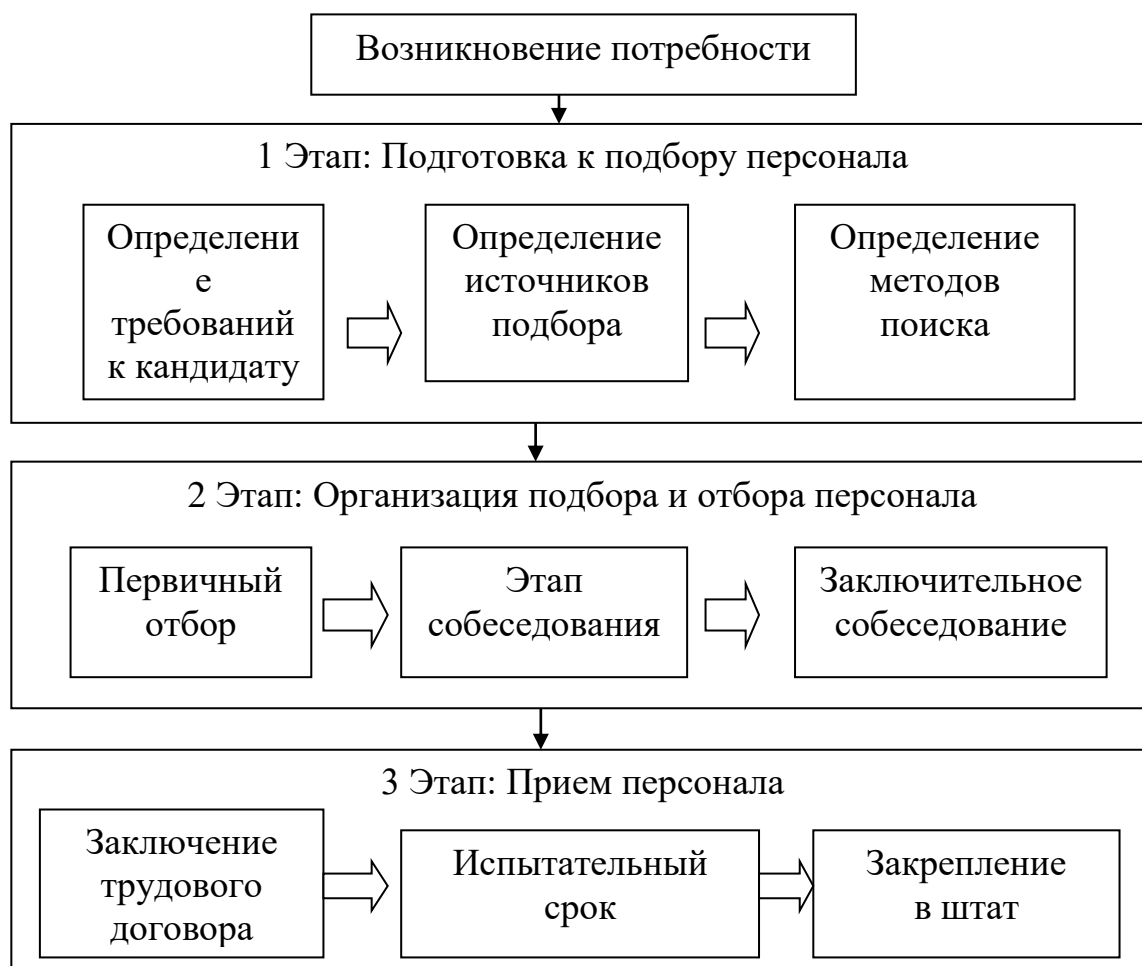 Возникновение потребности
1 Этап: Подготовка к подбору персонала
Определени
е
требований
к кандидату
Определение
источников
подбора
Определение
методов
поиска
2 Этап: Организация подбора и отбора персонала
Первичный
отбор
Этап
собеседования
Заключительное
собеседование
3 Этап: Прием персонала
Заключение
трудового
договора
Испытательный
срок
Закрепление
в штат